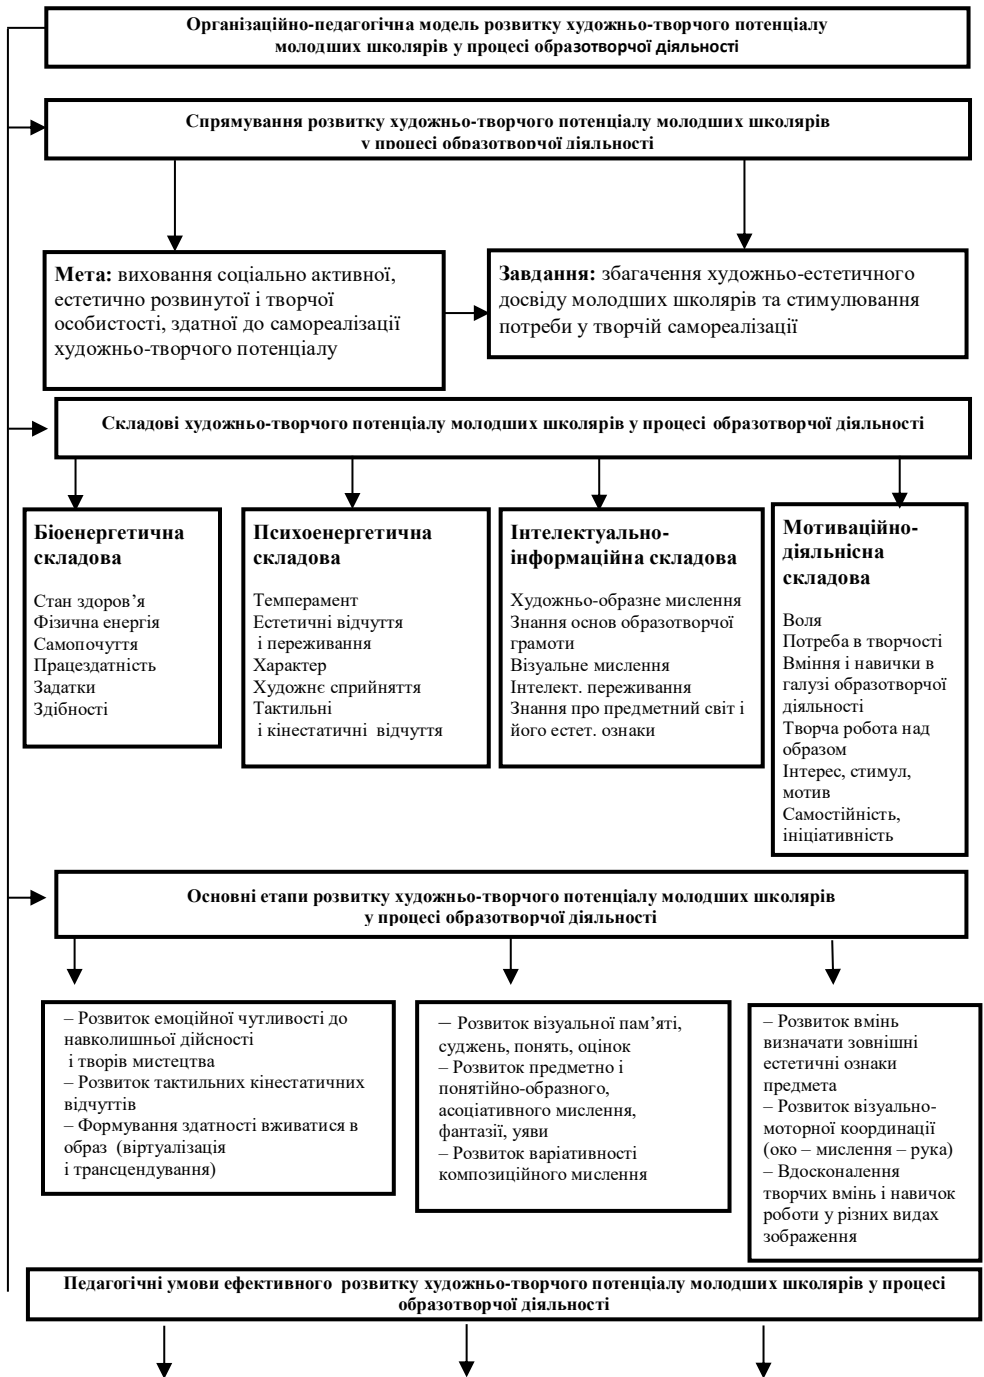 Організаційно-педагогічна модель розвитку художньо-творчого потенціалу
молодших школярів у процесі образотворчої діяльності
Спрямування розвитку художньо-творчого потенціалу молодших школярів
у процесі образотворчої діяльності
Мета: виховання соціально активної,
естетично розвинутої і творчої
особистості, здатної до самореалізації
художньо-творчого потенціалу
Завдання: збагачення художньо-естетичного
досвіду молодших школярів та стимулювання
потреби у творчій самореалізації
Складові художньо-творчого потенціалу молодших школярів у процесі образотворчої діяльності
Біоенергетична
складова
Стан здоров’я
Фізична енергія
Самопочуття
Працездатність
Задатки
Здібності
Психоенергетична
складова
Темперамент
Естетичні відчуття
і переживання
Характер
Художнє сприйняття
Тактильні
і кінестатичні відчуття
Інтелектуально-
інформаційна складова
Художньо-образне мислення
Знання основ образотворчої
грамоти
Візуальне мислення
Інтелект. переживання
Знання про предметний світ і
його естет. ознаки
Мотиваційно-
діяльнісна
складова
Воля
Потреба в творчості
Вміння і навички в
галузі образотворчої
діяльності
Творча робота над
образом
Інтерес, стимул,
мотив
Самостійність,
ініціативність
Основні етапи розвитку художньо-творчого потенціалу молодших школярів
у процесі образотворчої діяльності
– Розвиток емоційної чутливості до
навколишньої дійсності
і творів мистецтва
– Розвиток тактильних кінестатичних
відчуттів
– Формування здатності вживатися в
образ (віртуалізація
і трансцендування)
– Розвиток візуальної пам’яті,
суджень, понять, оцінок
– Розвиток предметно і
понятійно-образного,
асоціативного мислення,
фантазії, уяви
– Розвиток варіативності
композиційного мислення
– Розвиток вмінь
визначати зовнішні
естетичні ознаки
предмета
– Розвиток візуально-
моторної координації
(око – мислення – рука)
– Вдосконалення
творчих вмінь і навичок
роботи у різних видах
зображення
Педагогічні умови ефективного розвитку художньо-творчого потенціалу молодших школярів у процесі
образотворчої діяльності